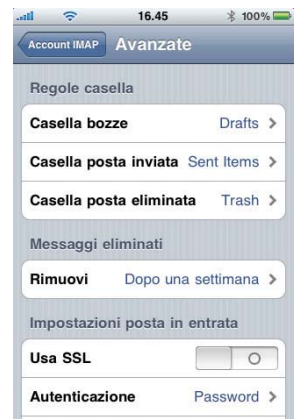 16.45 100%
Account IMAP Avanzate
Regole casella
Casella bozze Drafts
Casella posta inviata Sent Items
Casella posta eliminata Trash
Messaggi eliminati
Rimuovi Dopo una settimana
Impostazioni posta in entrata
Usa SSL
Autenticazione Password